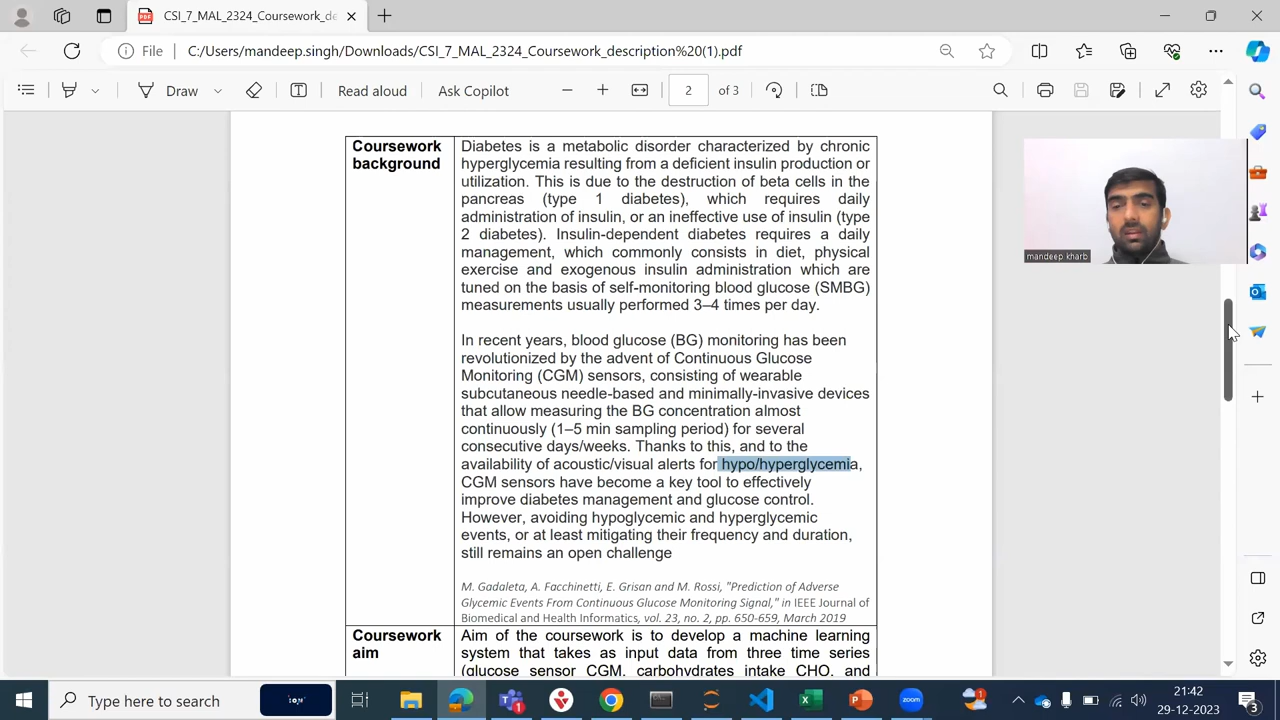 CSI_7_MAL_2324_Coursework_de
File
C:/Users/mandeep.singh/Downloads/CSI_7_MAL_2324_Coursework_description%20(1).pdf
Draw
Read aloud
Ask Copilot
2
of 3
Coursework
background
Diabetes is a metabolic disorder characterized by chronic
hyperglycemia resulting from a deficient insulin production or
utilization. This is due to the destruction of beta cells in the
pancreas (type 1 diabetes), which requires daily
administration of insulin, or an ineffective use of insulin (type
2 diabetes). Insulin-dependent diabetes requires a daily
management, which commonly consists in diet, physical
exercise and exogenous insulin administration which are
tuned on the basis of self-monitoring blood glucose (SMBG)
measurements usually performed 3–4 times per day.
In recent years, blood glucose (BG) monitoring has been
revolutionized by the advent of Continuous Glucose
Monitoring (CGM) sensors, consisting of wearable
subcutaneous needle-based and minimally-invasive devices
that allow measuring the BG concentration almost
continuously (1–5 min sampling period) for several
consecutive days/weeks. Thanks to this, and to the
availability of acoustic/visual alerts for hypo/hyperglycemia,
CGM sensors have become a key tool to effectively
improve diabetes management and glucose control.
However, avoiding hypoglycemic and hyperglycemic
events, or at least mitigating their frequency and duration,
still remains an open challenge
M. Gadaleta, A. Facchinetti, E. Grisan and M. Rossi, "Prediction of Adverse
Glycemic Events From Continuous Glucose Monitoring Signal," in IEEE Journal of
Biomedical and Health Informatics, vol. 23, no. 2, pp. 650-659, March 2019
Coursework
aim
Aim of the coursework is to develop a machine learning
system that takes as input data from three time series
(glucose sensor CGM, carbohydrates intake CHO, and
mandeep kharb
Type here to search
21:42
29-12-2023
3